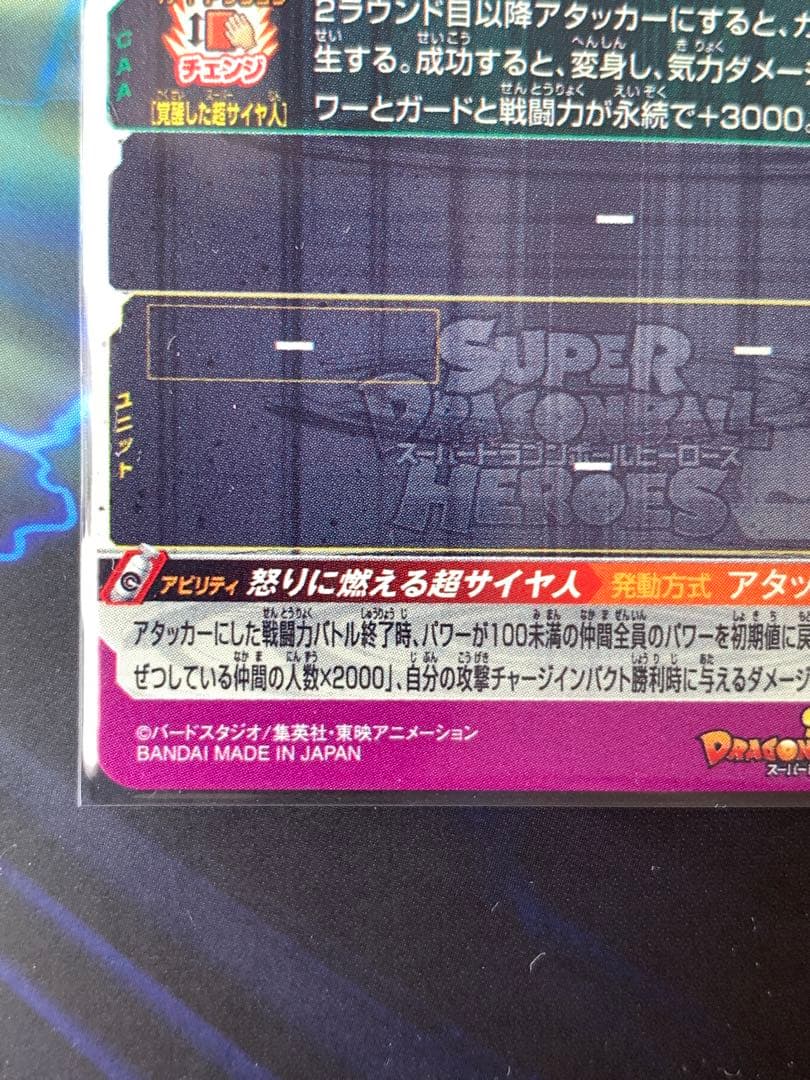 2ラウンド目以降アタッカーにすると、カ
CAA
チェンジ
生する。成功すると、変身し、気力ダメージ
[覚醒した超サイヤ人]
ワーとガードと戦闘力が永続で+3000。
ー
ー
ー
ー
ユニット
SUPER
DRAGONBALL
スーパードラゴンボールヒーローズ
HEROES
アビリティ 怒りに燃える超サイヤ人 発動方式 アタッ
アタッカーにした戦闘力バトル終了時、パワーが100未満の仲間全員のパワーを初期値に戻
ぜつしている仲間の人数×2000」、自分の攻撃チャージインパクト勝利時に与えるダメージ
©バードスタジオ/集英社・東映アニメーション
BANDAI MADE IN JAPAN
DRAGON